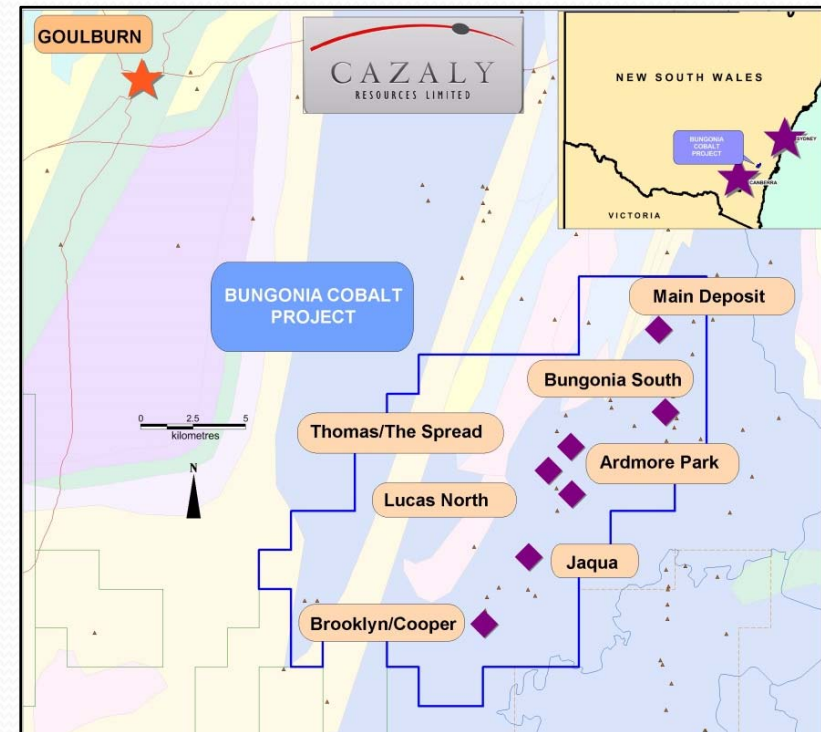 GOULBURN
CAZALY
RESOURCES LIMITED
NEW SOUTH WALES
BUNGONIA
COBALT
PROJECT
SYDNEY
CANBERRA
VICTORIA
BUNGONIA COBALT
PROJECT
Main Deposit
Bungonia South
0 2.5 5
kilometres
Thomas/The Spread
Ardmore Park
N
Lucas North
Jaqua
Brooklyn/Cooper